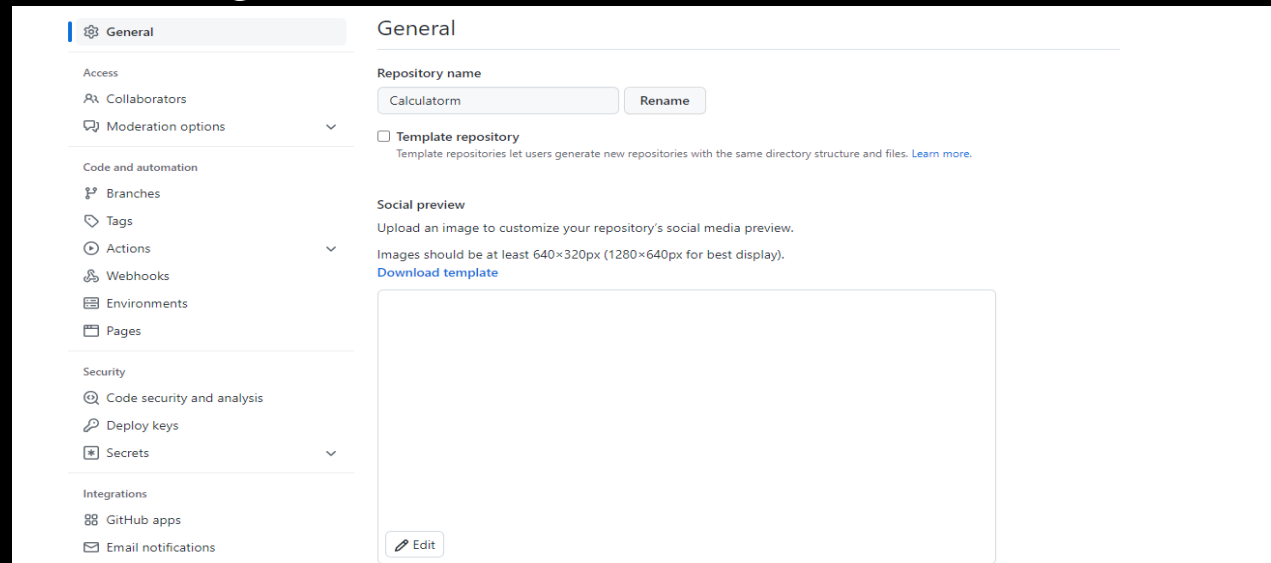 General
Access
Collaborators
Moderation options
Code and automation
Branches
Tags
Actions
Webhooks
Environments
Pages
Security
Code security and analysis
Deploy keys
Secrets
Integrations
GitHub apps
Email notifications
General
Repository name
Calculatorm
Rename
Template repository
Template repositories let users generate new repositories with the same directory structure and files. Learn more.
Social preview
Upload an image to customize your repository's social media preview.
Images should be at least 640×320px (1280×640px for best display).
Download template
Edit